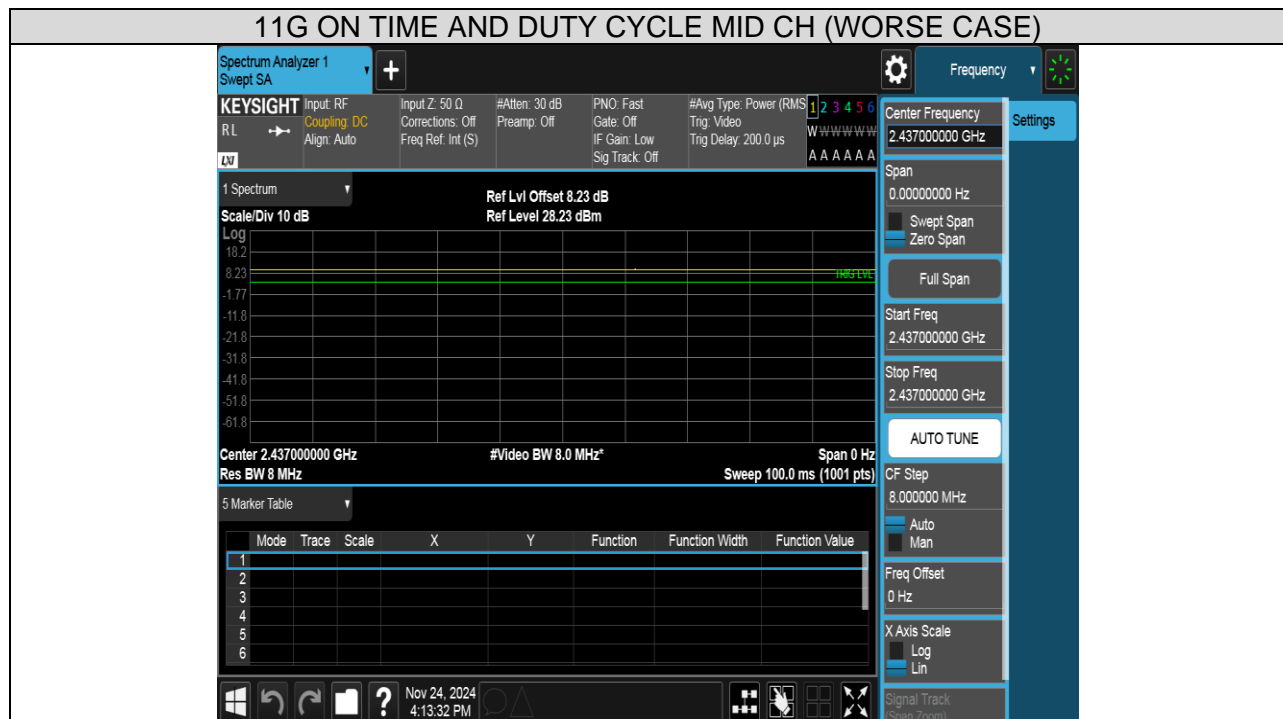 11G ON TIME AND DUTY CYCLE MID CH (WORSE CASE)
Spectrum Analyzer 1
Swept SA
+
Frequency
KEYSIGHT
RL
LXI
Input: RF
Coupling: DC
Align: Auto
Input Z: 50 Ω
Corrections: Off
Freq Ref: Int (S)
#Atten: 30 dB
Preamp: Off
PNO: Fast
Gate: Off
IF Gain: Low
Sig Track: Off
#Avg Type: Power (RMS
Trig: Video
Trig Delay: 200.0 µs
1 2 3 4 5 6
W W W W W W
A A A A A A
Center Frequency
2.437000000 GHz
Settings
Span
0.00000000 Hz
Swept Span
Zero Span
Full Span
Start Freq
2.437000000 GHz
Stop Freq
2.437000000 GHz
AUTO TUNE
CF Step
8.000000 MHz
Auto
Man
Freq Offset
0 Hz
X Axis Scale
Log
Lin
Signal Track
(Span Zoom)
1 Spectrum
Scale/Div 10 dB
Ref Lvl Offset 8.23 dB
Ref Level 28.23 dBm
Log
18.2
8.23
-1.77
-11.8
-21.8
-31.8
-41.8
-51.8
-61.8
TRIG LVL
Center 2.437000000 GHz
#Video BW 8.0 MHz*
Span 0 Hz
Res BW 8 MHz
Sweep 100.0 ms (1001 pts)
5 Marker Table
Mode Trace Scale X Y Function Function Width Function Value
1
2
3
4
5
6
?
Nov 24, 2024
4:13:32 PM